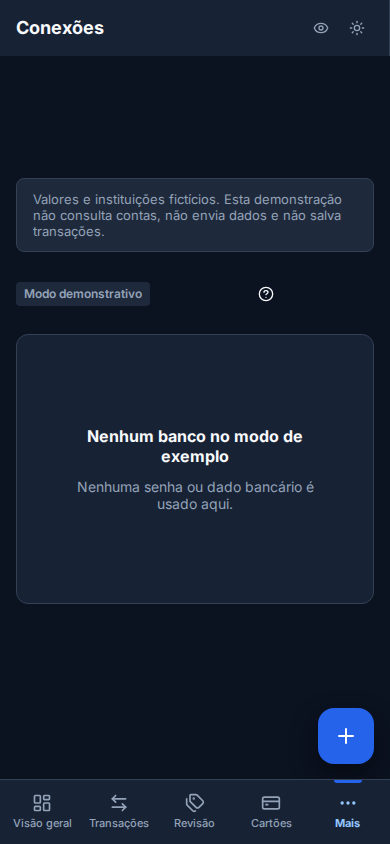 Conexões
Valores e instituições fictícios. Esta demonstração
não consulta contas, não envia dados e não salva
transações.
Modo demonstrativo
Nenhum banco no modo de
exemplo
Nenhuma senha ou dado bancário é
usado aqui.
Visão geral
Transações
Revisão
Cartões
Mais